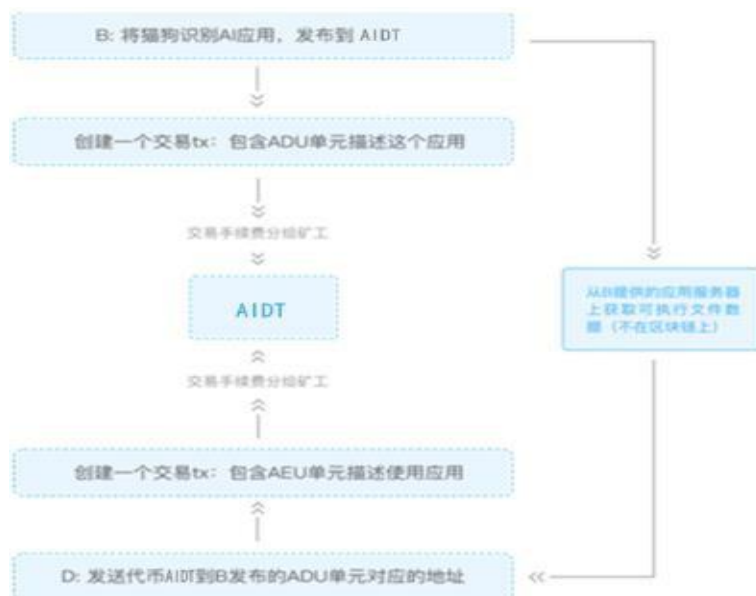 B: 将猫狗识别AI应用，发布到 AIDT
创建一个交易tx：包含ADU单元描述这个应用
交易手续费分给矿工
AIDT
交易手续费分给矿工
创建一个交易tx：包含AEU单元描述使用应用
D: 发送代币AIDT到B发布的ADU单元对应的地址
从B提供的应用服务器
上获取可执行文件数
据（不在区块链上）